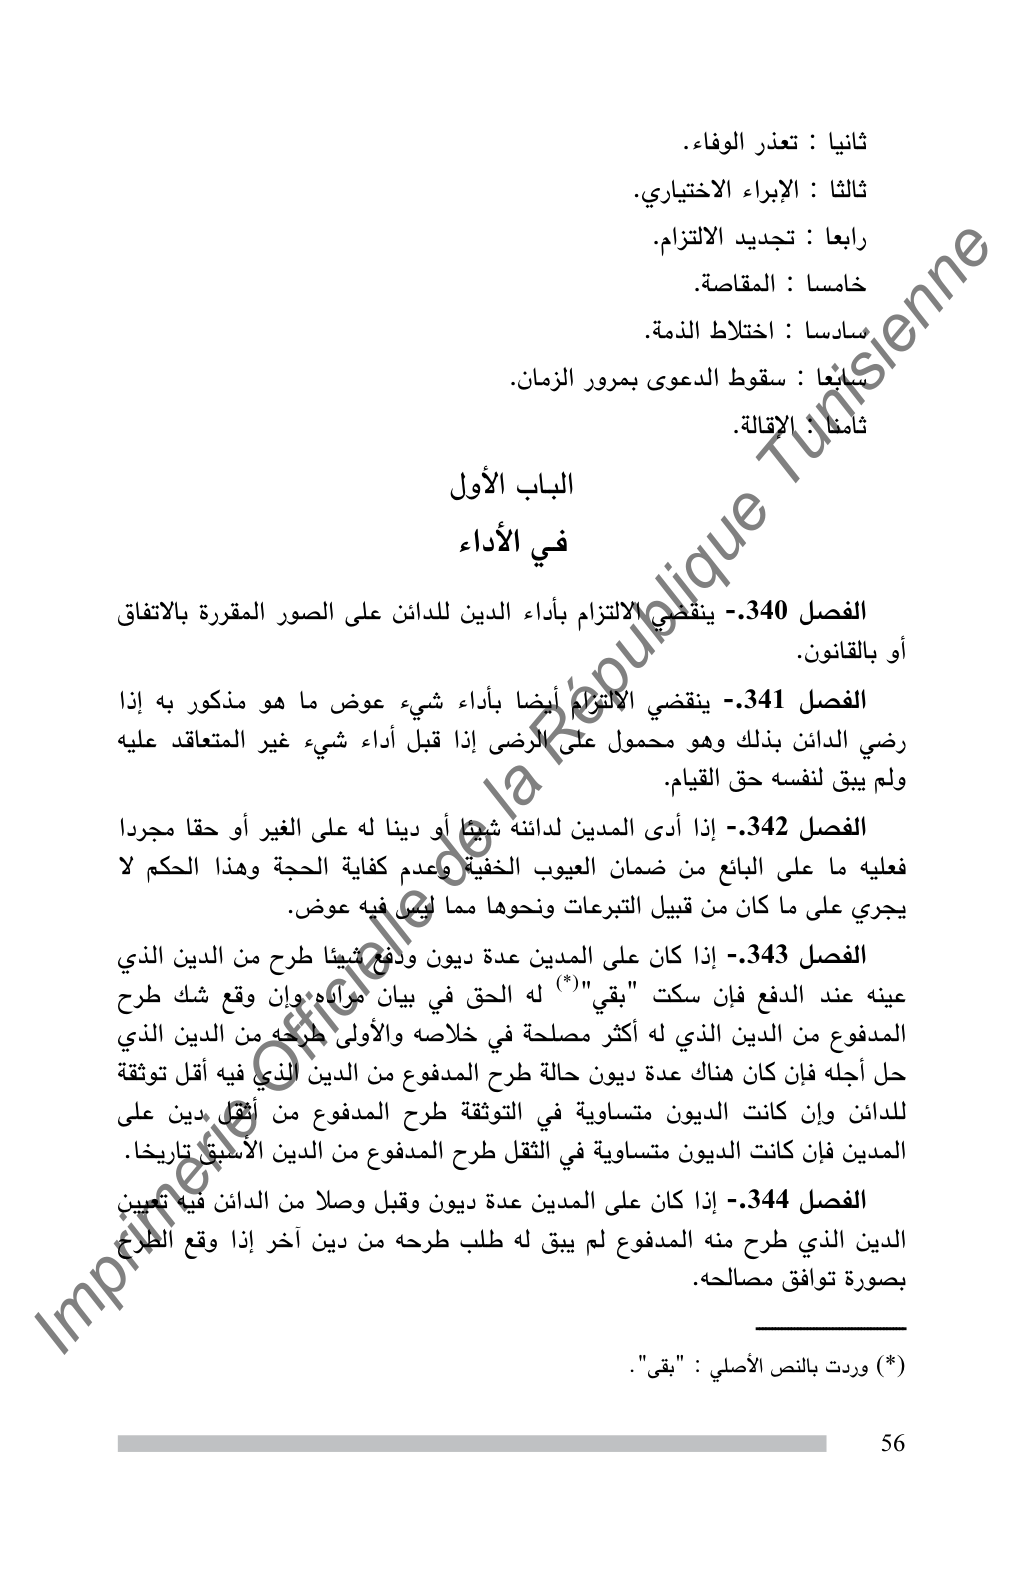 ثانيا : تعذر الوفاء.
ثالثا : الإبراء الاختياري.
رابعا : تجديد الالتزام.
خامسا : المقاصة.
سادسا : اختلاط الذمة.
سابعا : سقوط الدعوى بمرور الزمان.
ثامنا : الإقالة.
الباب الأول
في الأداء
الفصل 340.- ينقضي الالتزام بأداء الدين للدائن على الصور المقررة بالاتفاق
أو بالقانون.
الفصل 341.- ينقضي الالتزام أيضا بأداء شيء عوض ما هو مذكور به إذا
رضي الدائن بذلك وهو محمول على الرضى إذا قبل أداء شيء غير المتعاقد عليه
ولم يبق لنفسه حق القيام.
الفصل 342.- إذا أدى المدين لدائنه شيئا أو دينا له على الغير أو حقا مجردا
فعليه ما على البائع من ضمان العيوب الخفية وعدم كفاية الحجة وهذا الحكم لا
يجري على ما كان من قبيل التبرعات ونحوها مما ليس فيه عوض.
الفصل 343.- إذا كان على المدين عدة ديون ودفع شيئا طرح من الدين الذي
عينه عند الدفع فإن سكت "بقي"(*) له الحق في بيان مراده وإن وقع شك طرح
المدفوع من الدين الذي له أكثر مصلحة في خلاصه والأولى طرحه من الدين الذي
حل أجله فإن كان هناك عدة ديون حالة طرح المدفوع من الدين الذي فيه أقل توثقة
للدائن وإن كانت الديون متساوية في التوثقة طرح المدفوع من أثقل دين على
المدين فإن كانت الديون متساوية في الثقل طرح المدفوع من الدين الأسبق تاريخا.
الفصل 344.- إذا كان على المدين عدة ديون وقبل وصلا من الدائن فيه تعيين
الدين الذي طرح منه المدفوع لم يبق له طلب طرحه من دين آخر إذا وقع الطرح
بصورة توافق مصالحه.
(*) وردت بالنص الأصلي : "بقى".
56
Imprimerie Officielle de la République Tunisienne